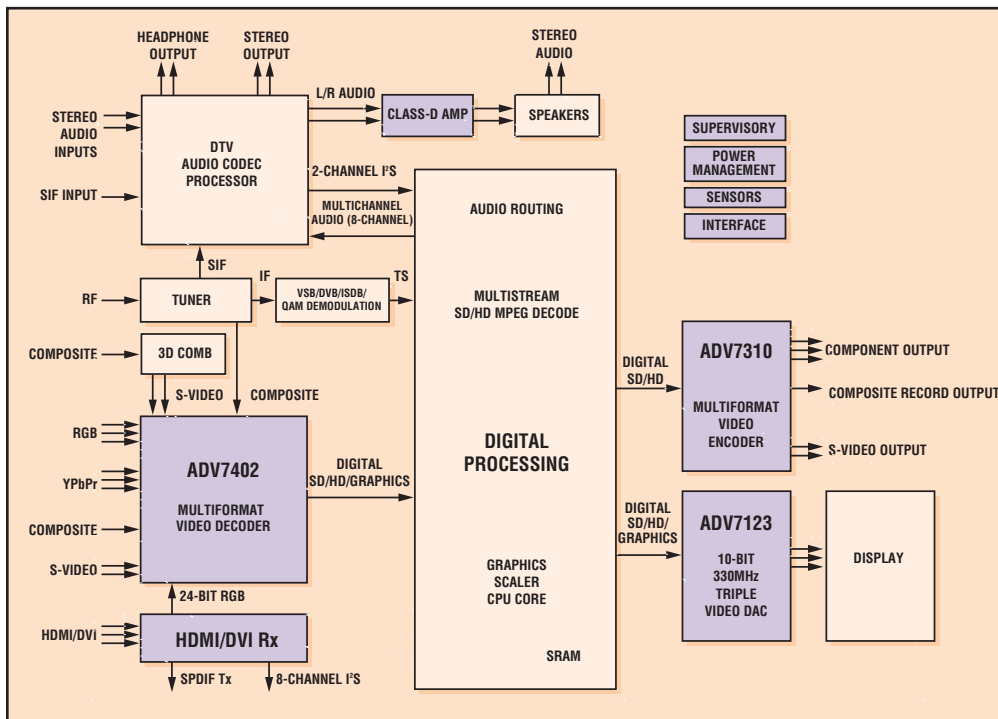 HEADPHONE
OUTPUT
STEREO
OUTPUT
STEREO
AUDIO
L/R AUDIO
CLASS-D AMP
SPEAKERS
STEREO
AUDIO
INPUTS
DTV
AUDIO CODEC
PROCESSOR
SIF INPUT
2-CHANNEL I²S
MULTICHANNEL
AUDIO (8-CHANNEL)
SUPERVISORY
POWER
MANAGEMENT
SENSORS
INTERFACE
AUDIO ROUTING
SIF
IF
TS
RF
TUNER
VSB/DVB/ISDB/
QAM DEMODULATION
MULTISTREAM
SD/HD MPEG DECODE
COMPOSITE
3D COMB
S-VIDEO
COMPOSITE
DIGITAL
SD/HD
ADV7310
MULTIFORMAT
VIDEO
ENCODER
COMPONENT OUTPUT
COMPOSITE RECORD OUTPUT
S-VIDEO OUTPUT
RGB
YPbPr
COMPOSITE
S-VIDEO
ADV7402
MULTIFORMAT
VIDEO DECODER
DIGITAL
SD/HD/GRAPHICS
DIGITAL
PROCESSING
DIGITAL
SD/HD/
GRAPHICS
ADV7123
10-BIT
330MHz
TRIPLE
VIDEO DAC
DISPLAY
GRAPHICS
SCALER
CPU CORE
24-BIT RGB
HDMI/DVi
HDMI/DVI Rx
SRAM
SPDIF Tx
8-CHANNEL I²S